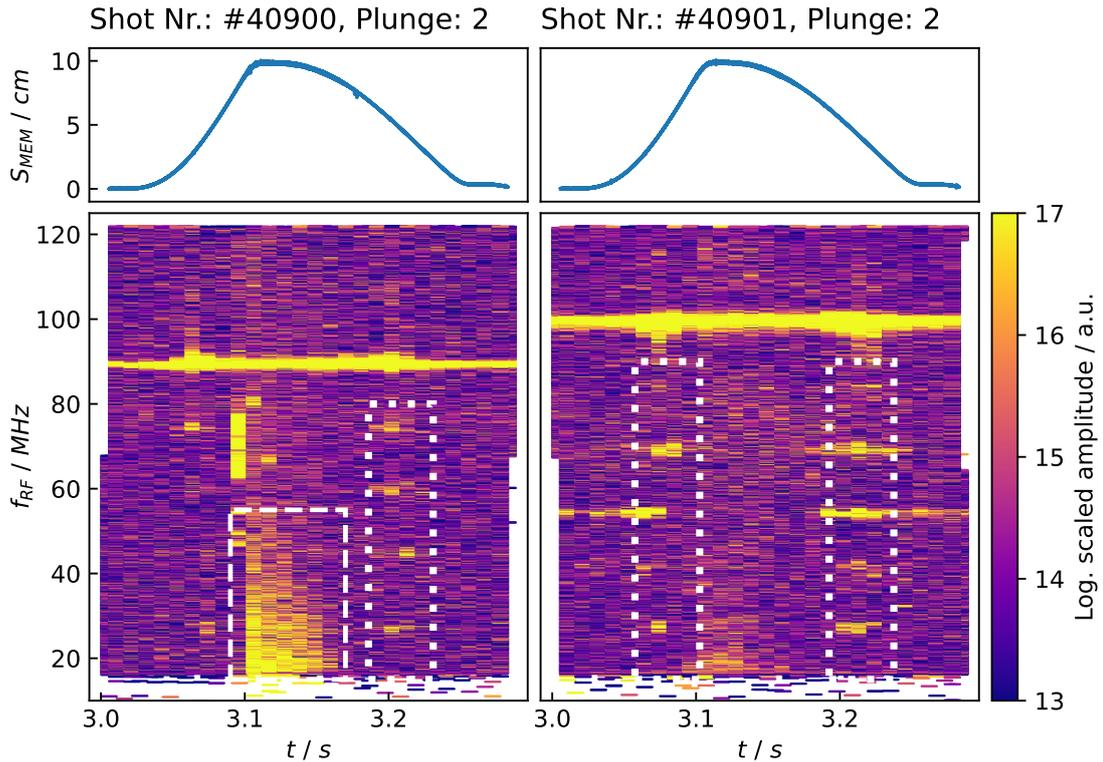 Shot Nr.: #40900, Plunge: 2
Shot Nr.: #40901, Plunge: 2
S_MEM / cm
10
5
0
f_RF / MHz
120
100
80
60
40
20
3.0
3.1
3.2
t / s
3.0
3.1
3.2
t / s
17
16
15
14
13
Log. scaled amplitude / a.u.